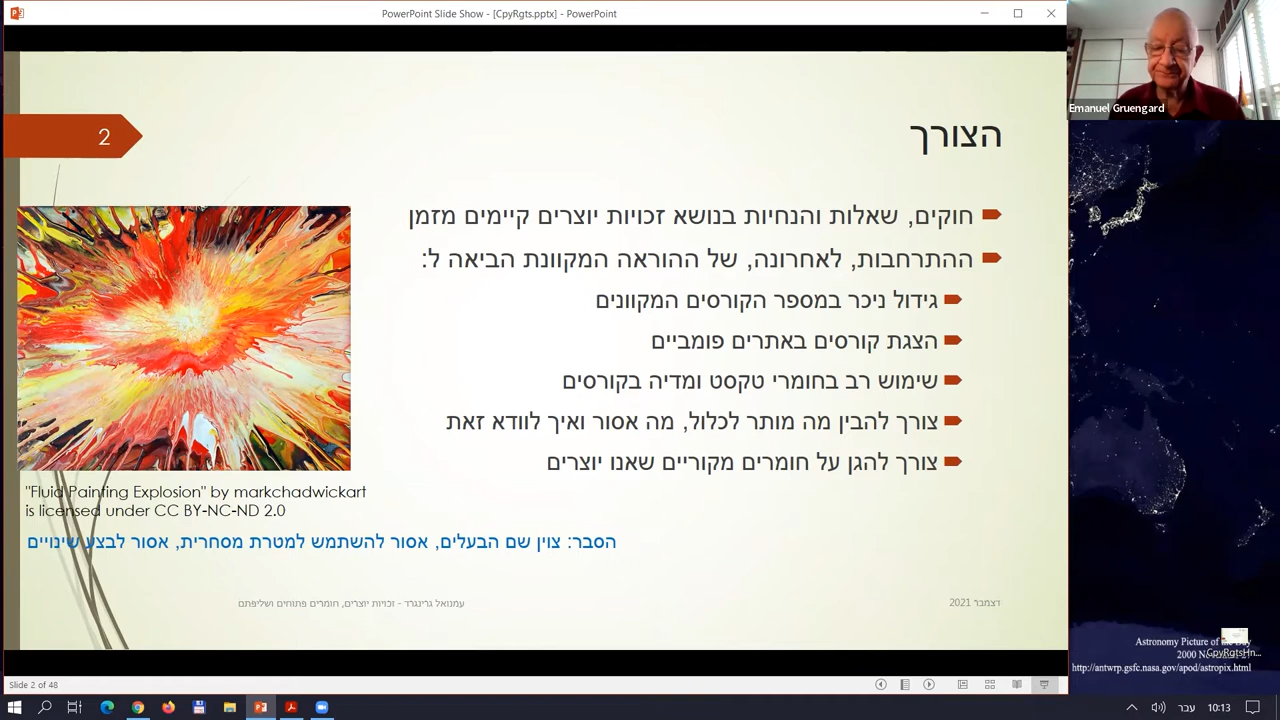 PowerPoint Slide Show - [CpyRgts.pptx] - PowerPoint
Emanuel Gruengard
2
הצורך
חוקים, שאלות והנחיות בנושא זכויות יוצרים קיימים מזמן
ההתרחבות, לאחרונה, של ההוראה המקוונת הביאה ל:
גידול ניכר במספר הקורסים המקוונים
הצגת קורסים באתרים פומביים
שימוש רב בחומרי טקסט ומדיה בקורסים
צורך להבין מה מותר לכלול, מה אסור ואיך לוודא זאת
צורך להגן על חומרים מקוריים שאנו יוצרים
"Fluid Painting Explosion" by markchadwickart
is licensed under CC BY-NC-ND 2.0
הסבר: צוין שם הבעלים, אסור להשתמש למטרת מסחרית, אסור לבצע שינויים
עמנואל גרינגרד - זכויות יוצרים, חומרים פתוחים ושליפתם
דצמבר 2021
Astronomy Picture of the Day
2000
CpyRgtsHn...
http://antwrp.gsfc.nasa.gov/apod/astropix.html
Slide 2 of 48
עבר
10:13